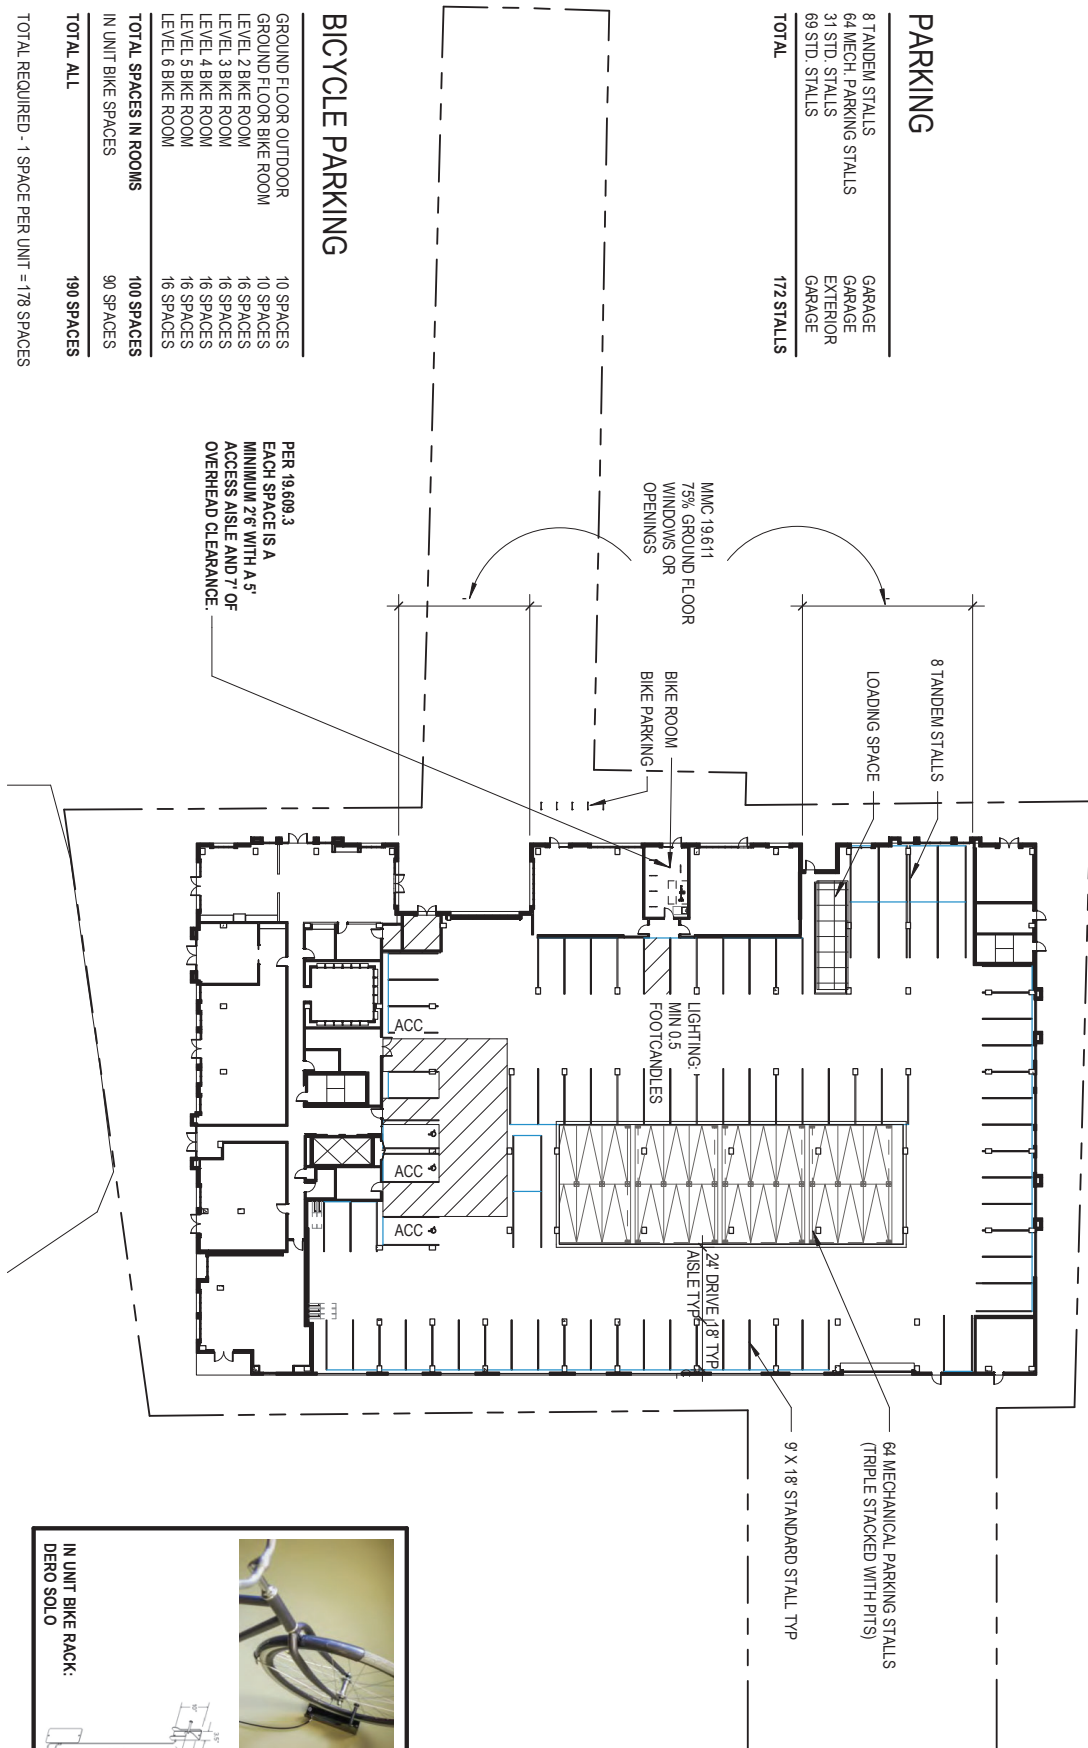 PARKING
8 TANDEM STALLS GARAGE
64 MECH. PARKING STALLS GARAGE
31 STD. STALLS EXTERIOR
69 STD. STALLS GARAGE
TOTAL 172 STALLS
BICYCLE PARKING
GROUND FLOOR OUTDOOR 10 SPACES
GROUND FLOOR BIKE ROOM 10 SPACES
LEVEL 2 BIKE ROOM 16 SPACES
LEVEL 3 BIKE ROOM 16 SPACES
LEVEL 4 BIKE ROOM 16 SPACES
LEVEL 5 BIKE ROOM 16 SPACES
LEVEL 6 BIKE ROOM 16 SPACES
TOTAL SPACES IN ROOMS 100 SPACES
IN UNIT BIKE SPACES 90 SPACES
TOTAL ALL 190 SPACES
TOTAL REQUIRED - 1 SPACE PER UNIT = 178 SPACES
MMC 19.611
75% GROUND FLOOR
WINDOWS OR
OPENINGS
PER 19.609.3
EACH SPACE IS A
MINIMUM 2'6' WITH A 5'
ACCESS AISLE AND 7' OF
OVERHEAD CLEARANCE.
8 TANDEM STALLS
LOADING SPACE
BIKE ROOM
BIKE PARKING
LIGHTING:
MIN 0.5
FOOTCANDLES
ACC
ACC
ACC
24' DRIVE
AISLE TYP
18' TYP
64 MECHANICAL PARKING STALLS
(TRIPLE STACKED WITH PITS)
9' X 18' STANDARD STALL TYP
IN UNIT BIKE RACK:
DERO SOLO